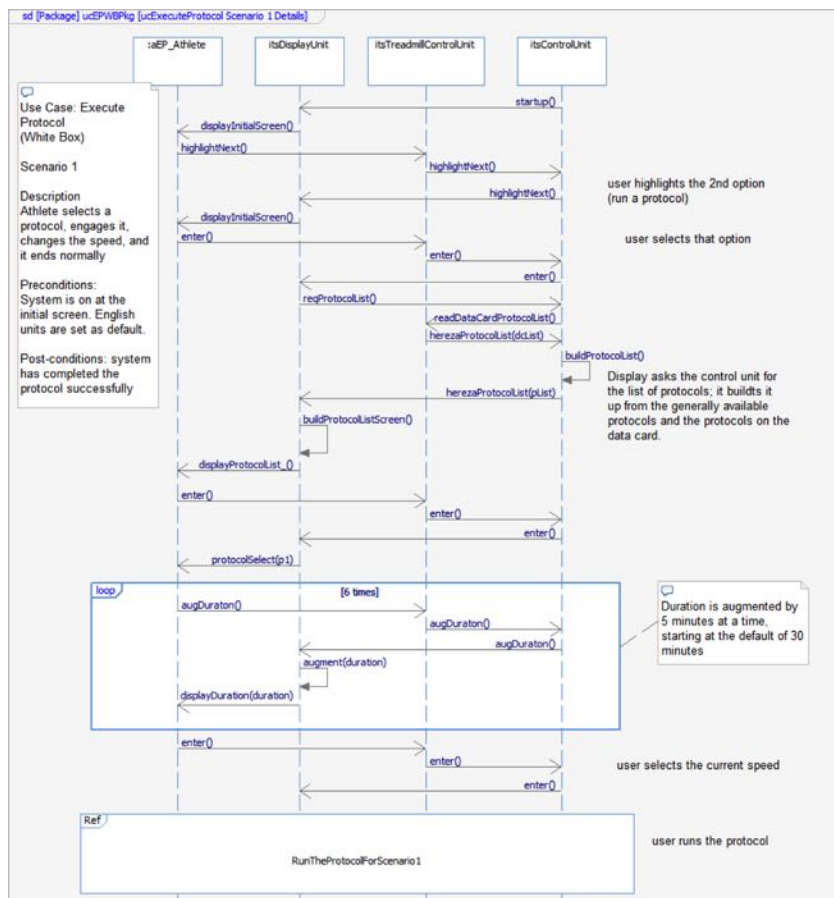 sd [Package] ucEPWBPkg [ucExecuteProtocol Scenario 1 Details]
:aEP_Athlete
itsDisplayUnit
itsTreadmillControlUnit
itsControlUnit
Use Case: Execute
Protocol
(White Box)
Scenario 1
Description
Athlete selects a
protocol, engages it,
changes the speed, and
it ends normally
Preconditions:
System is on at the
initial screen. English
units are set as default.
Post-conditions: system
has completed the
protocol successfully
startup()
displayInitialScreen()
highlightNext()
highlightNext()
highlightNext()
user highlights the 2nd option
(run a protocol)
displayInitialScreen()
enter()
user selects that option
enter()
enter()
reqProtocolList()
readDataCardProtocolList()
herezaProtocolList(dcList)
buildProtocolList()
Display asks the control unit for
the list of protocols; it buildts it
up from the generally available
protocols and the protocols on the
data card.
herezaProtocolList(pList)
buildProtocolListScreen()
displayProtocolList_()
enter()
enter()
enter()
protocolSelect(p1)
loop
[6 times]
augDuraton()
augDuraton()
augDuraton()
augment(duration)
displayDuration(duration)
Duration is augmented by
5 minutes at a time,
starting at the default of 30
minutes
enter()
enter()
user selects the current speed
enter()
Ref
user runs the protocol
RunTheProtocolForScenario1